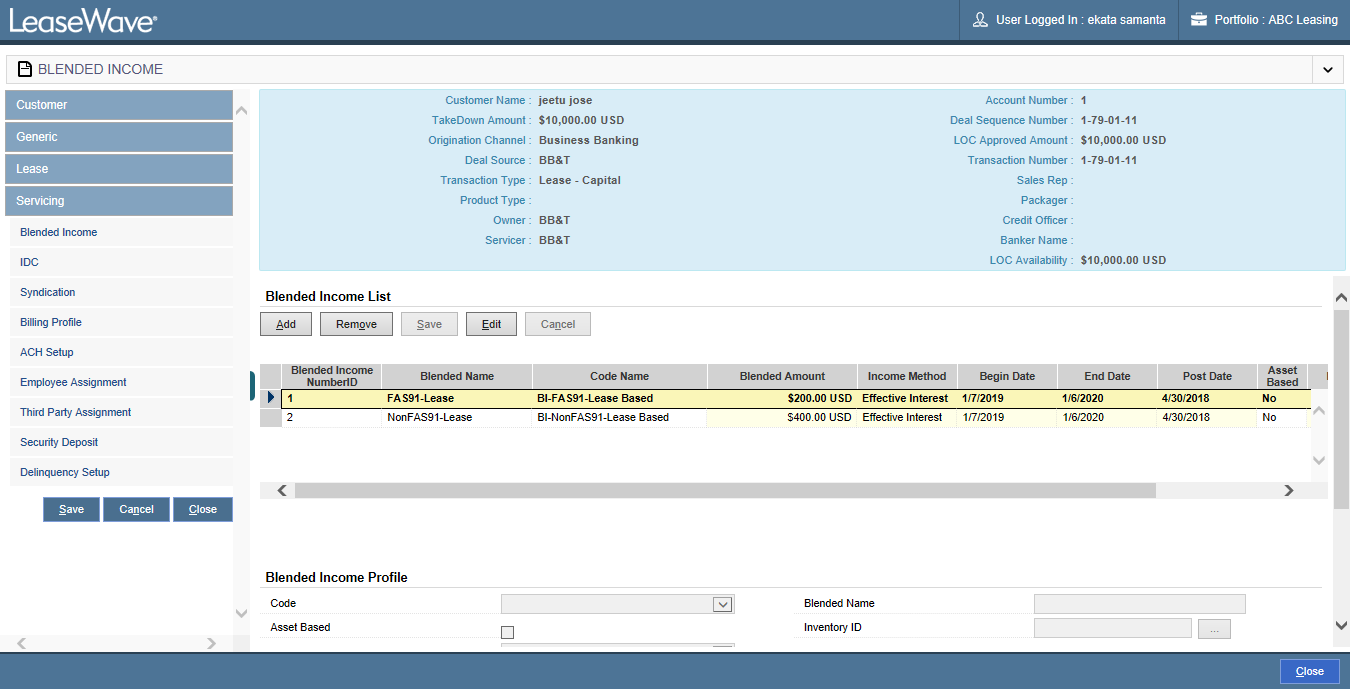 LeaseWave®
User Logged In : ekata samanta
Portfolio : ABC Leasing
BLENDED INCOME
Customer
Generic
Lease
Servicing
Blended Income
IDC
Syndication
Billing Profile
ACH Setup
Employee Assignment
Third Party Assignment
Security Deposit
Delinquency Setup
Save Cancel Close
Customer Name : jeetu jose
TakeDown Amount : $10,000.00 USD
Origination Channel : Business Banking
Deal Source : BB&T
Transaction Type : Lease - Capital
Product Type :
Owner : BB&T
Servicer : BB&T
Account Number : 1
Deal Sequence Number : 1-79-01-11
LOC Approved Amount : $10,000.00 USD
Transaction Number : 1-79-01-11
Sales Rep :
Packager :
Credit Officer :
Banker Name :
LOC Availability : $10,000.00 USD
Blended Income List
Add Remove Save Edit Cancel
Blended Income NumberID Blended Name Code Name Blended Amount Income Method Begin Date End Date Post Date Asset Based
1 FAS91-Lease BI-FAS91-Lease Based $200.00 USD Effective Interest 1/7/2019 1/6/2020 4/30/2018 No
2 NonFAS91-Lease BI-NonFAS91-Lease Based $400.00 USD Effective Interest 1/7/2019 1/6/2020 4/30/2018 No
Blended Income Profile
Code Blended Name
Asset Based Inventory ID ...
Close